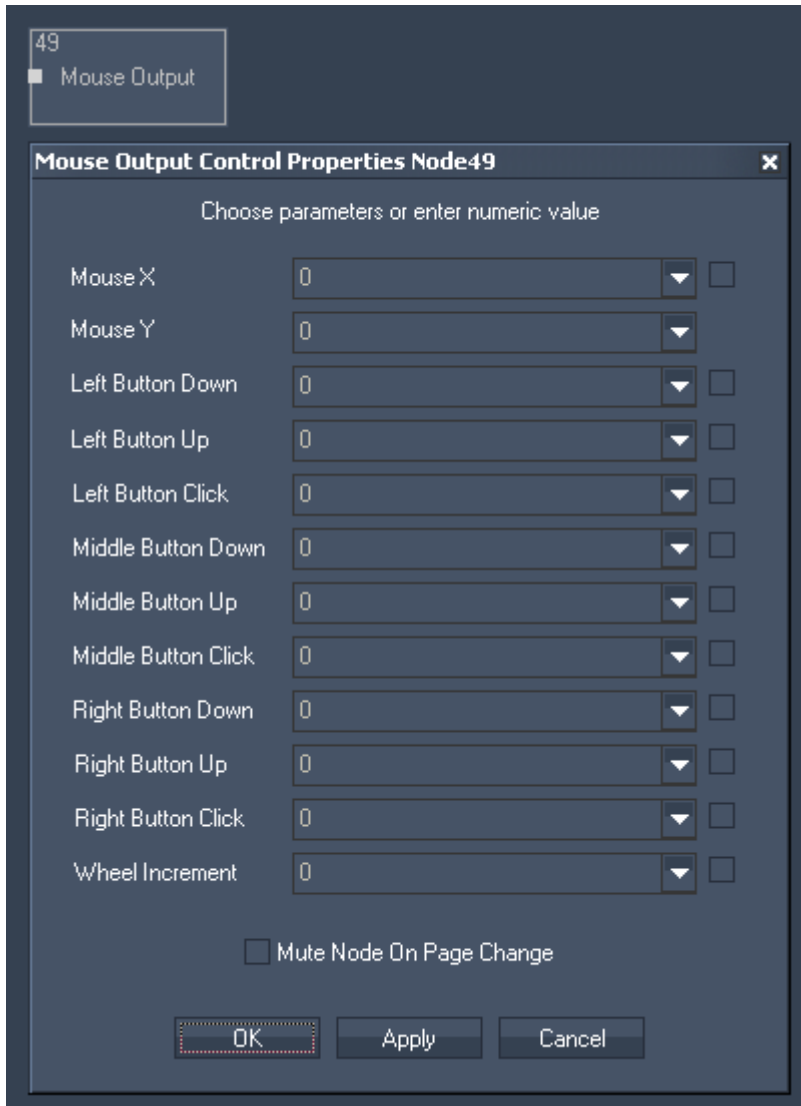 49
Mouse Output
Mouse Output Control Properties Node49
Choose parameters or enter numeric value
Mouse X 0
Mouse Y 0
Left Button Down 0
Left Button Up 0
Left Button Click 0
Middle Button Down 0
Middle Button Up 0
Middle Button Click 0
Right Button Down 0
Right Button Up 0
Right Button Click 0
Wheel Increment 0
Mute Node On Page Change
OK Apply Cancel